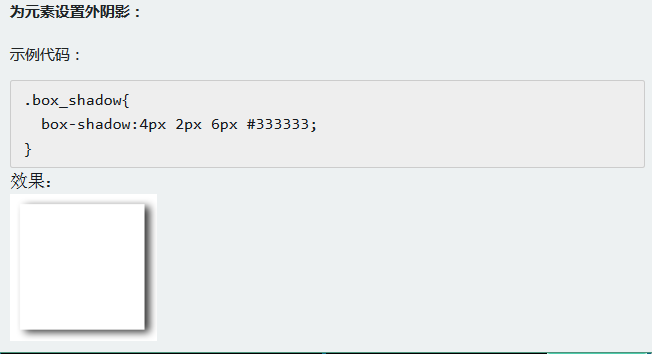 为元素设置外阴影：
示例代码：
.box_shadow{
  box-shadow:4px 2px 6px #333333;
}
效果：